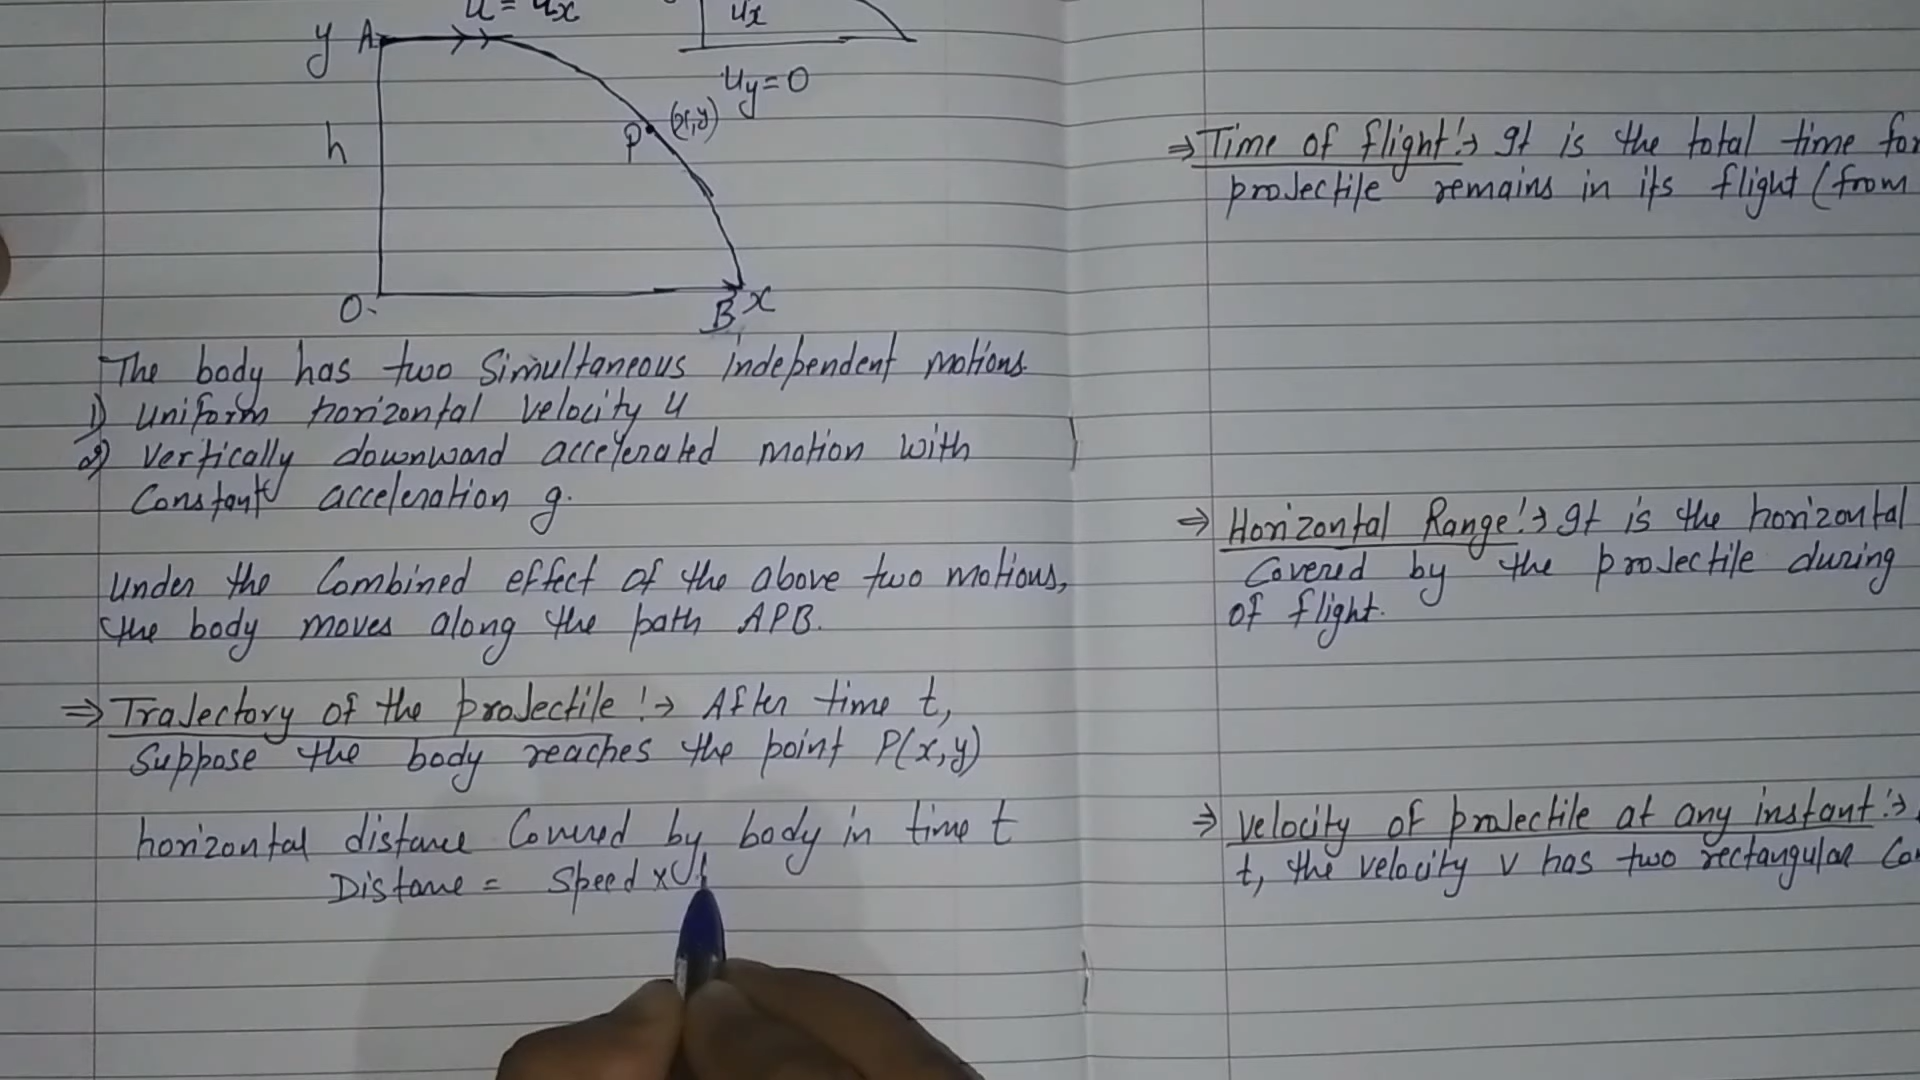 u = ux
ux
y A
uy=0
P (x,y)
h
O
B x
The body has two Simultaneous independent motions.
1) Uniform horizontal velocity u
2) Vertically downward accelerated motion with
Constant acceleration g.
Under the Combined effect of the above two motions,
the body moves along the path APB.
⇒ Trajectory of the projectile :→ After time t,
Suppose the body reaches the point P(x,y)
horizontal distance Covered by body in time t
Distance = Speed ×
⇒ Time of flight :→ It is the total time for
projectile remains in its flight (from
⇒ Horizontal Range :→ It is the horizontal
Covered by the projectile during
of flight.
⇒ Velocity of projectile at any instant :→
t, the velocity v has two rectangular Com